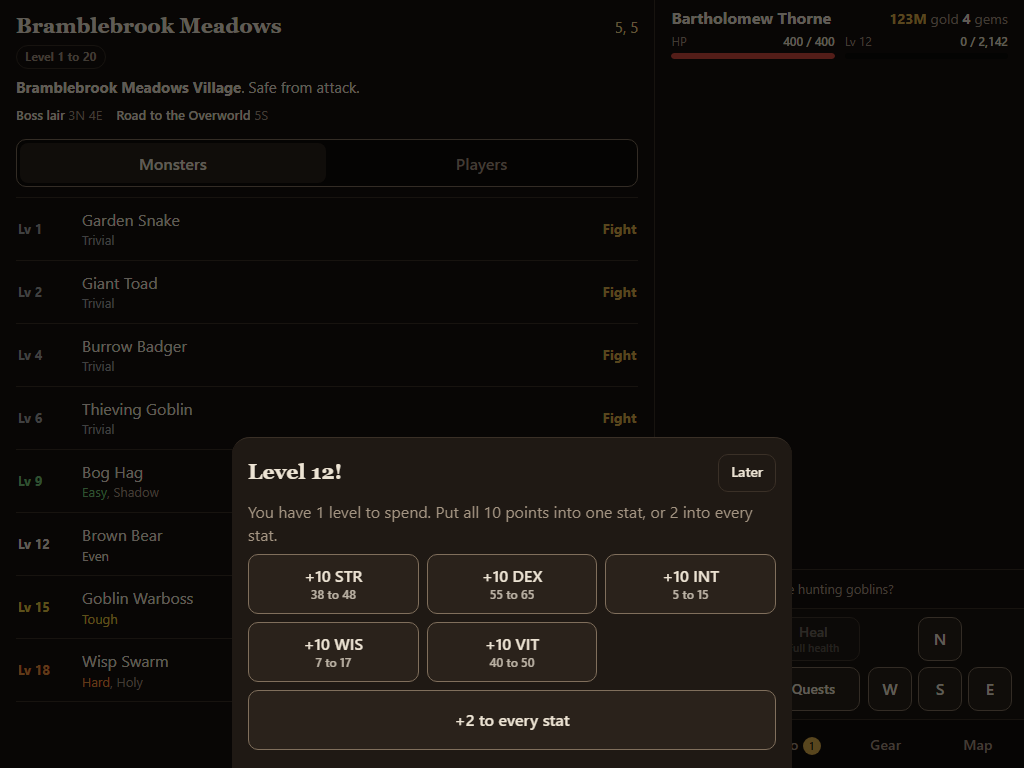 Bramblebrook Meadows
5, 5
Level 1 to 20
Bramblebrook Meadows Village. Safe from attack.
Boss lair 3N 4E Road to the Overworld 5S
Monsters
Players
Lv 1
Garden Snake
Trivial
Fight
Lv 2
Giant Toad
Trivial
Fight
Lv 4
Burrow Badger
Trivial
Fight
Lv 6
Thieving Goblin
Trivial
Fight
Lv 9
Bog Hag
Easy, Shadow
Lv 12
Brown Bear
Even
Lv 15
Goblin Warboss
Tough
Lv 18
Wisp Swarm
Hard, Holy
Bartholomew Thorne
123M gold 4 gems
HP
400 / 400
Lv 12
0 / 2,142
Level 12!
Later
You have 1 level to spend. Put all 10 points into one stat, or 2 into every
stat.
+10 STR
38 to 48
+10 DEX
55 to 65
+10 INT
5 to 15
+10 WIS
7 to 17
+10 VIT
40 to 50
+2 to every stat
hunting goblins?
Heal
health
N
Quests
W
S
E
1
Gear
Map